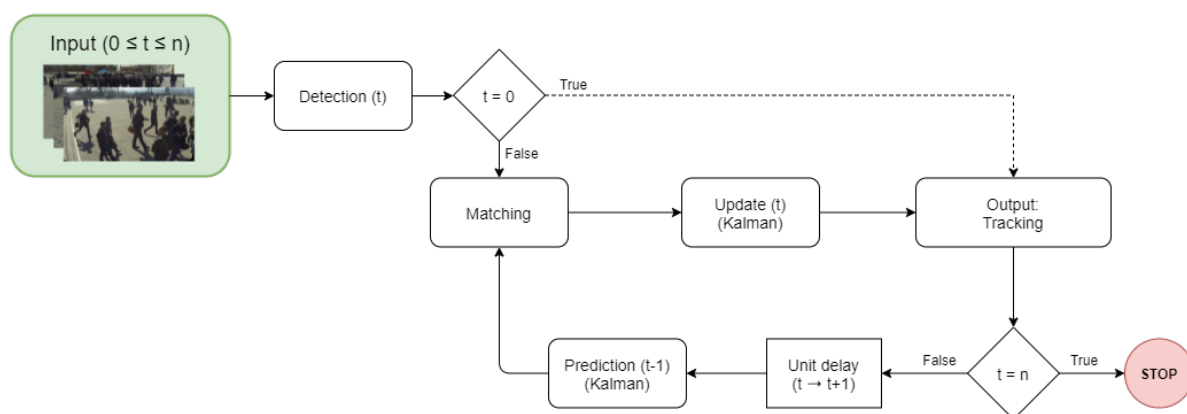 Input (0 ≤ t ≤ n)
Detection (t)
t = 0
True
False
Matching
Update (t)
(Kalman)
Output:
Tracking
Prediction (t-1)
(Kalman)
Unit delay
(t → t+1)
False
t = n
True
STOP